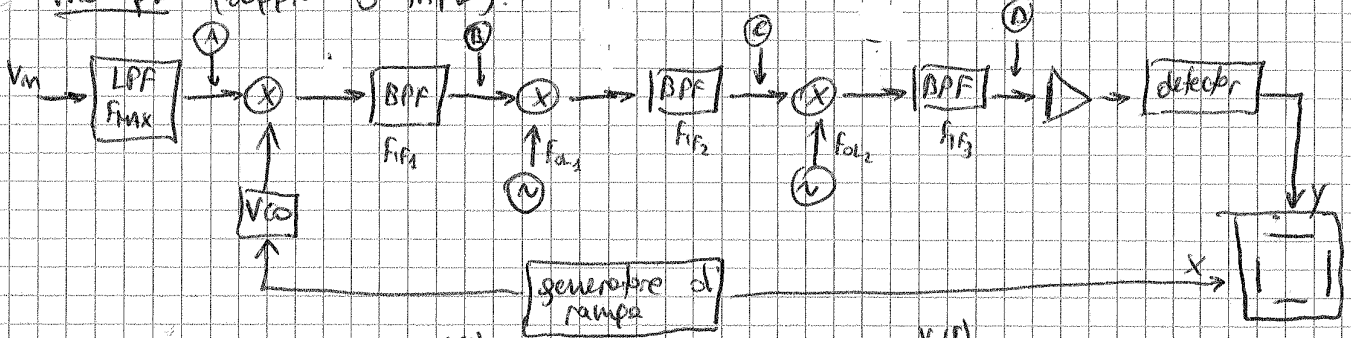 A B C D
Vin LPF X BPF X BPF X BPF detector
FMAX
FIF1 FOL1 FIF2 FOL2 FIF3
VCO
Y
generatore di X
rampa